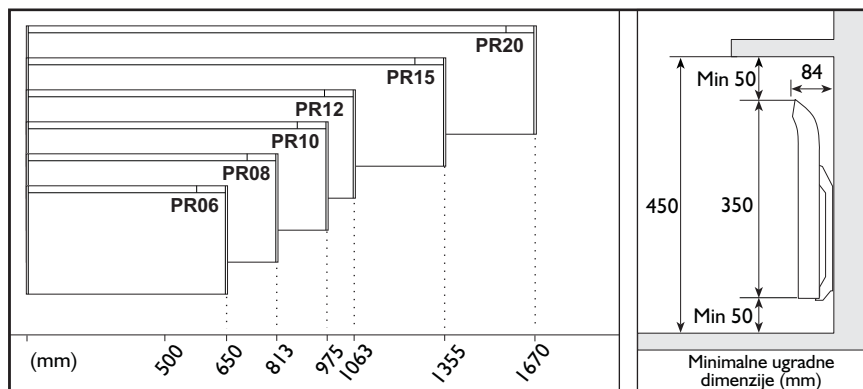 PR20
PR15
PR12
PR10
PR08
PR06
(mm)
500
650
813
975
1063
1355
1670
Min 50
84
450
350
Min 50
Minimalne ugradne
dimenzije (mm)